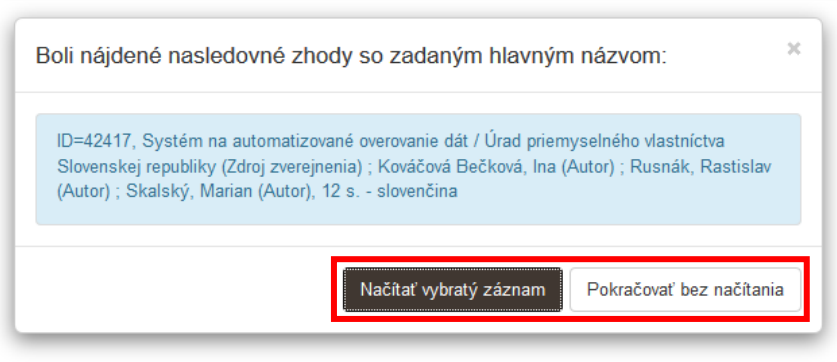 Boli nájdené nasledovné zhody so zadaným hlavným názvom:
×
ID=42417, Systém na automatizované overovanie dát / Úrad priemyselného vlastníctva
Slovenskej republiky (Zdroj zverejnenia) ; Kováčová Bečková, Ina (Autor) ; Rusnák, Rastislav
(Autor) ; Skalský, Marian (Autor), 12 s. - slovenčina
Načítať vybratý záznam
Pokračovať bez načítania